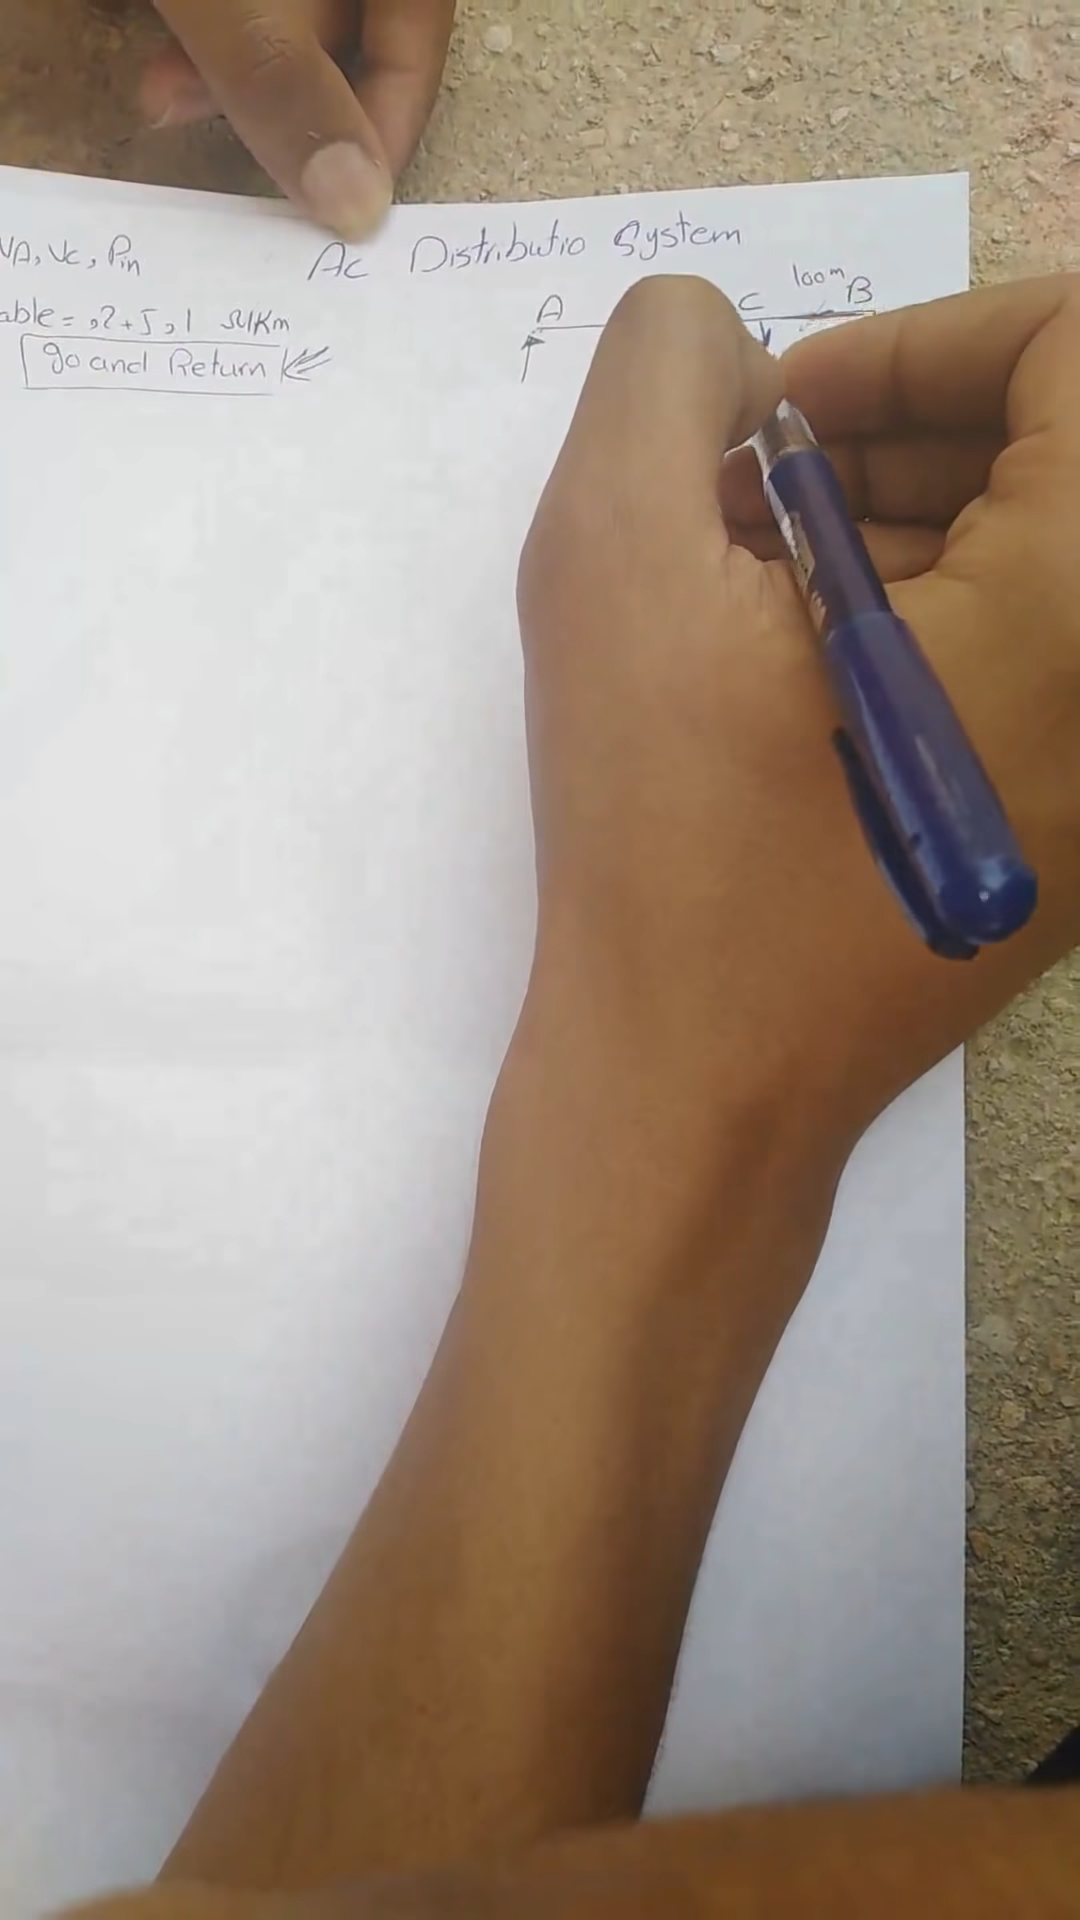 Ac Distributio System
VA, Vc, Pin
able = ,2+J,1 Ω/Km
go and Return
A
C
100m
B